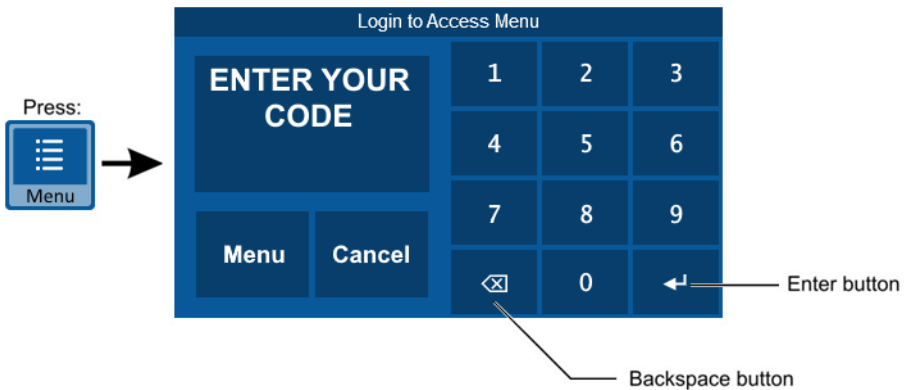 Login to Access Menu
Press:
Menu
ENTER YOUR
CODE
Menu
Cancel
1 2 3
4 5 6
7 8 9
0
Enter button
Backspace button